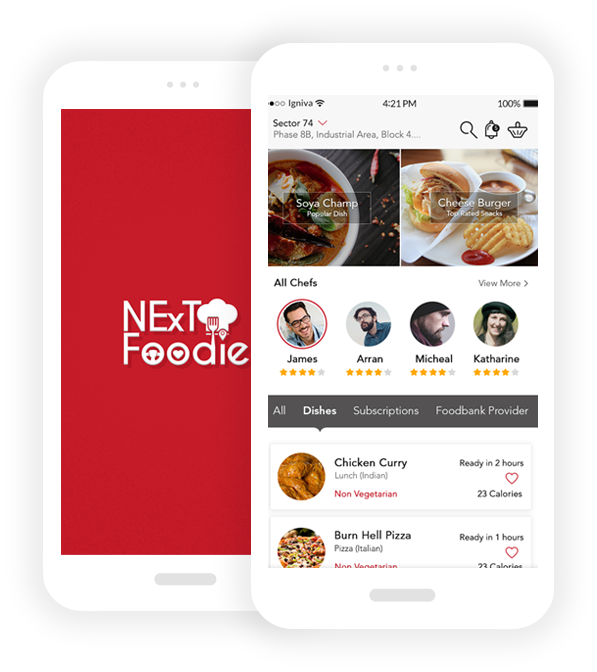 NExT
Foodie
Igniva
4:21 PM
100%
Sector 74
Phase 8B, Industrial Area, Block 4....
Soya Champ
Popular Dish
Cheese Burger
Top Rated Snacks
All Chefs
View More >
James
Arran
Micheal
Katharine
All
Dishes
Subscriptions
Foodbank Provider
Chicken Curry
Ready in 2 hours
Lunch (Indian)
Non Vegetarian
23 Calories
Burn Hell Pizza
Ready in 1 hours
Pizza (Italian)
Non Vegetarian
23 Calories